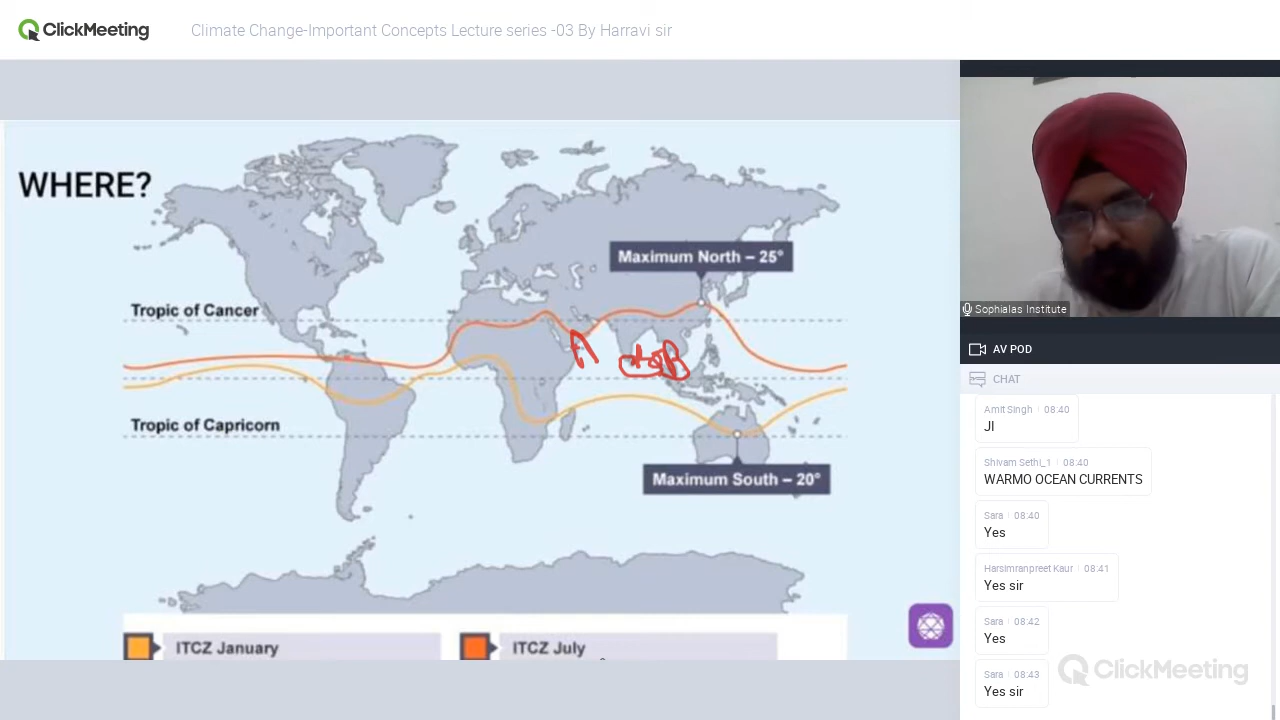 ClickMeeting
Climate Change-Important Concepts Lecture series -03 By Harravi sir
WHERE?
Maximum North – 25°
Tropic of Cancer
Tropic of Capricorn
Maximum South – 20°
ITCZ January
ITCZ July
Sophialas Institute
AV POD
CHAT
Amit Singh 08:40
JI
Shivam Sethi_1 08:40
WARMO OCEAN CURRENTS
Sara 08:40
Yes
Harsimranpreet Kaur 08:41
Yes sir
Sara 08:42
Yes
Sara 08:43
Yes sir
ClickMeeting